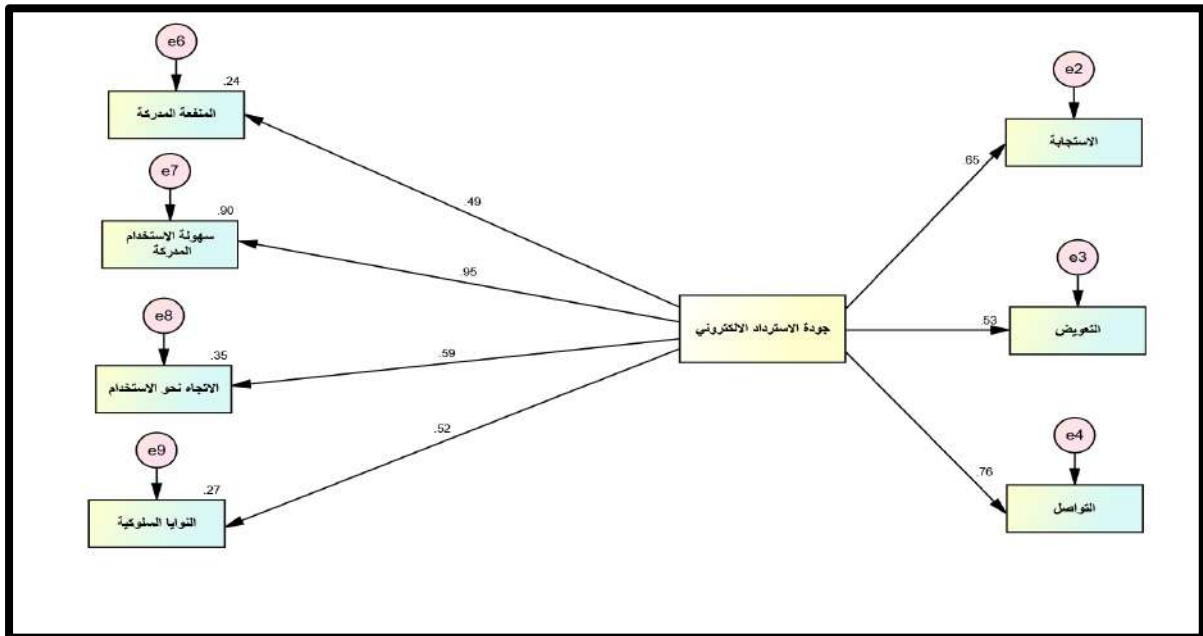 e6
.24
المنفعة المدركة
e7
.90
سهولة الاستخدام
المدركة
e8
.35
الاتجاه نحو الاستخدام
e9
.27
النوايا السلوكية
.49
.95
.59
.52
جودة الاسترداد الالكتروني
.65
.53
.76
e2
الاستجابة
e3
التعويض
e4
التواصل